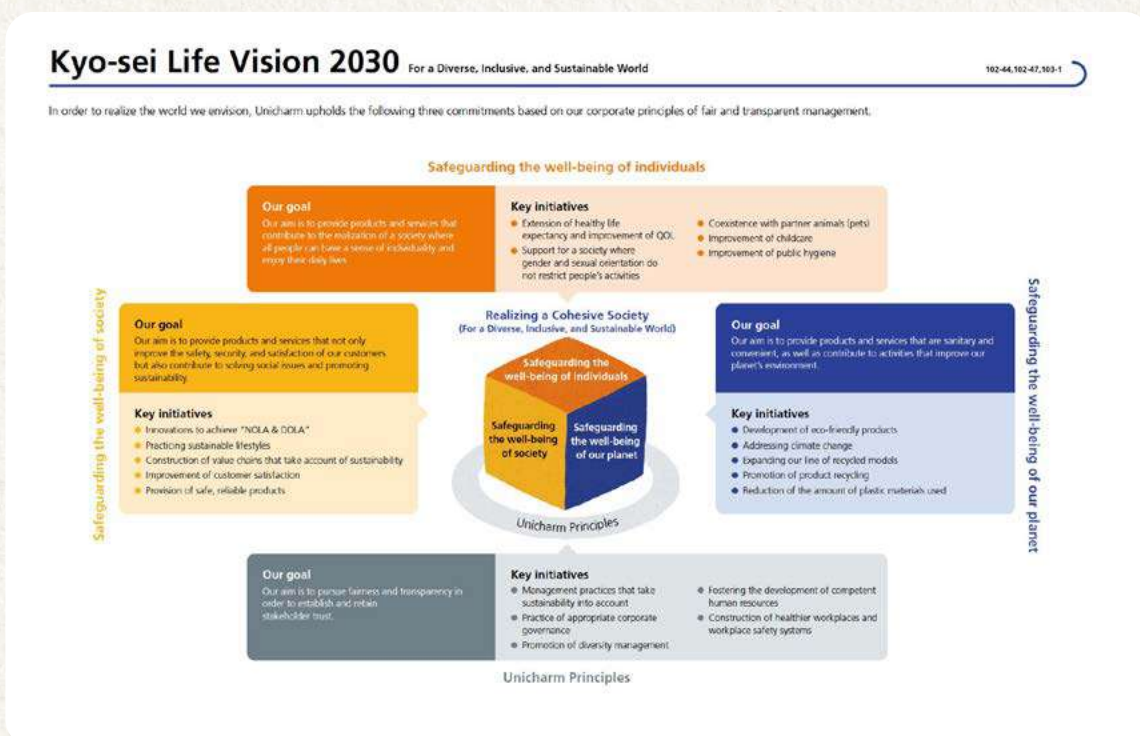 Kyo-sei Life Vision 2030 For a Diverse, Inclusive, and Sustainable World
102-44,102-47,103-1
In order to realize the world we envision, Unicharm upholds the following three commitments based on our corporate principles of fair and transparent management.
Safeguarding the well-being of individuals
Our goal
Our aim is to provide products and services that
contribute to the realization of a society where
all people can have a sense of individuality and
enjoy their daily lives
Key initiatives
Extension of healthy life
expectancy and improvement of QOL
Support for a society where
gender and sexual orientation do
not restrict people's activities
Coexistence with partner animals (pets)
Improvement of childcare
Improvement of public hygiene
Safeguarding the well-being of society
Our goal
Our aim is to provide products and services that not only
improve the safety, security, and satisfaction of our customers
but also contribute to solving social issues and promoting
sustainability.
Key initiatives
Innovations to achieve "NOLA & DOLA"
Practicing sustainable lifestyles
Construction of value chains that take account of sustainability
Improvement of customer satisfaction
Provision of safe, reliable products
Realizing a Cohesive Society
(For a Diverse, Inclusive, and Sustainable World)
Safeguarding the
well-being of individuals
Safeguarding
the well-being
of society
Safeguarding
the well-being
of our planet
Unicharm Principles
Our goal
Our aim is to provide products and services that are sanitary and
convenient, as well as contribute to activities that improve our
planet's environment.
Key initiatives
Development of eco-friendly products
Addressing climate change
Expanding our line of recycled models
Promotion of product recycling
Reduction of the amount of plastic materials used
Safeguarding the well-being of our planet
Our goal
Our aim is to pursue fairness and transparency in
order to establish and retain
stakeholder trust.
Key initiatives
Management practices that take
sustainability into account
Practice of appropriate corporate
governance
Promotion of diversity management
Fostering the development of competent
human resources
Construction of healthier workplaces and
workplace safety systems
Unicharm Principles